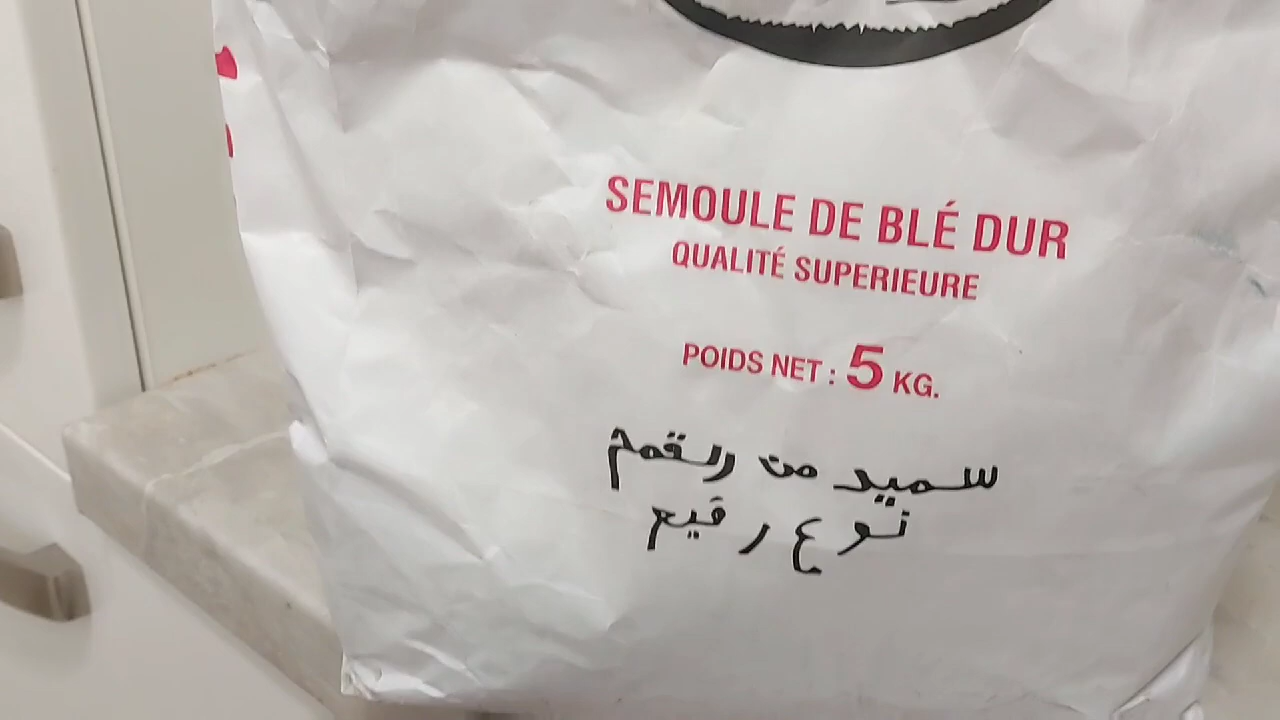 SEMOULE DE BLÉ DUR
QUALITÉ SUPERIEURE
POIDS NET : 5 KG.
سميد من القمح
نوع رفيع